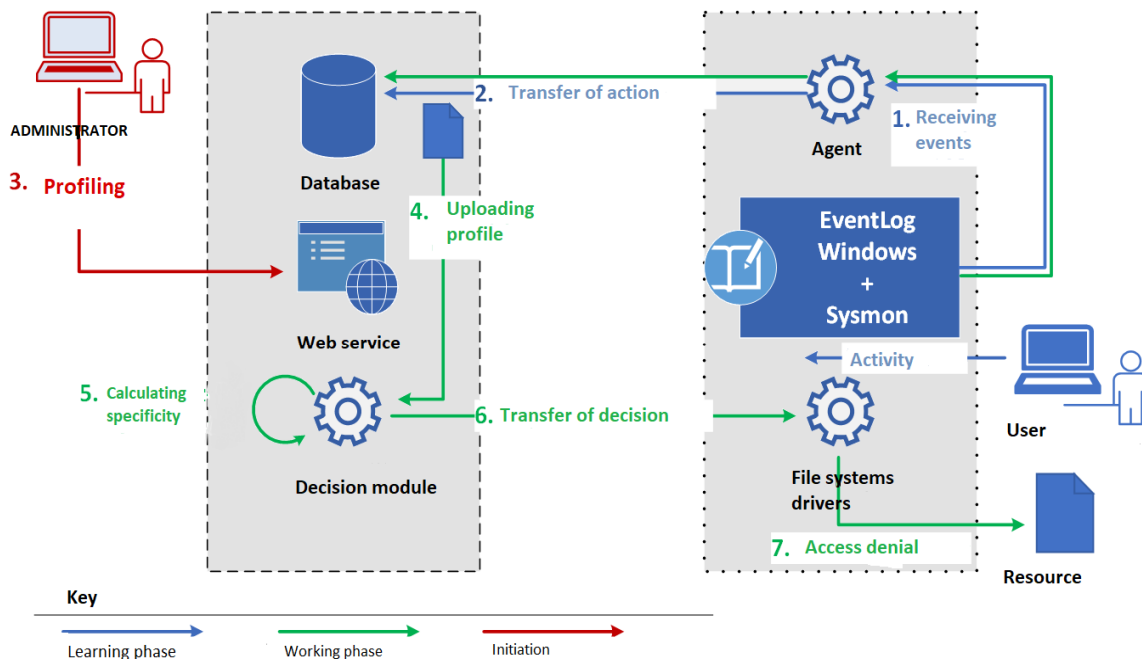 ADMINISTRATOR
3. Profiling
Database
Web service
Decision module
2. Transfer of action
4. Uploading
profile
5. Calculating
specificity
6. Transfer of decision
Agent
1. Receiving
events
EventLog
Windows
+
Sysmon
Activity
User
File systems
drivers
7. Access denial
Resource
Key
Learning phase
Working phase
Initiation